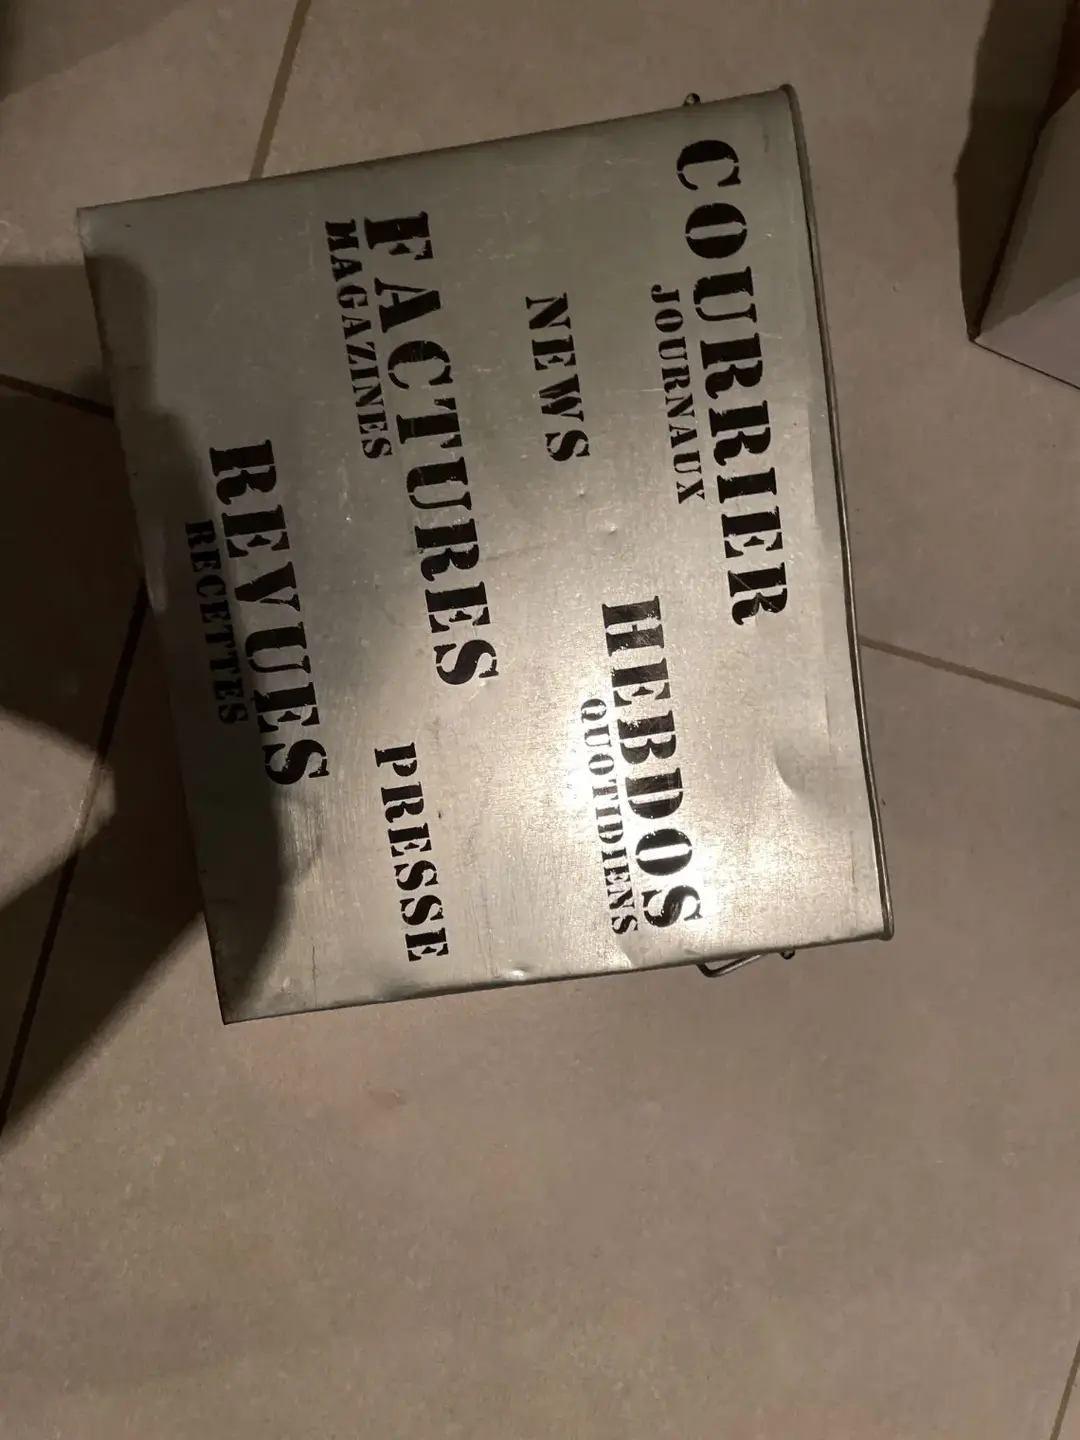 COURRIER
JOURNAUX
HEBDOS
QUOTIDIENS
NEWS
FACTURES
MAGAZINES
PRESSE
REVUES
RECETTES